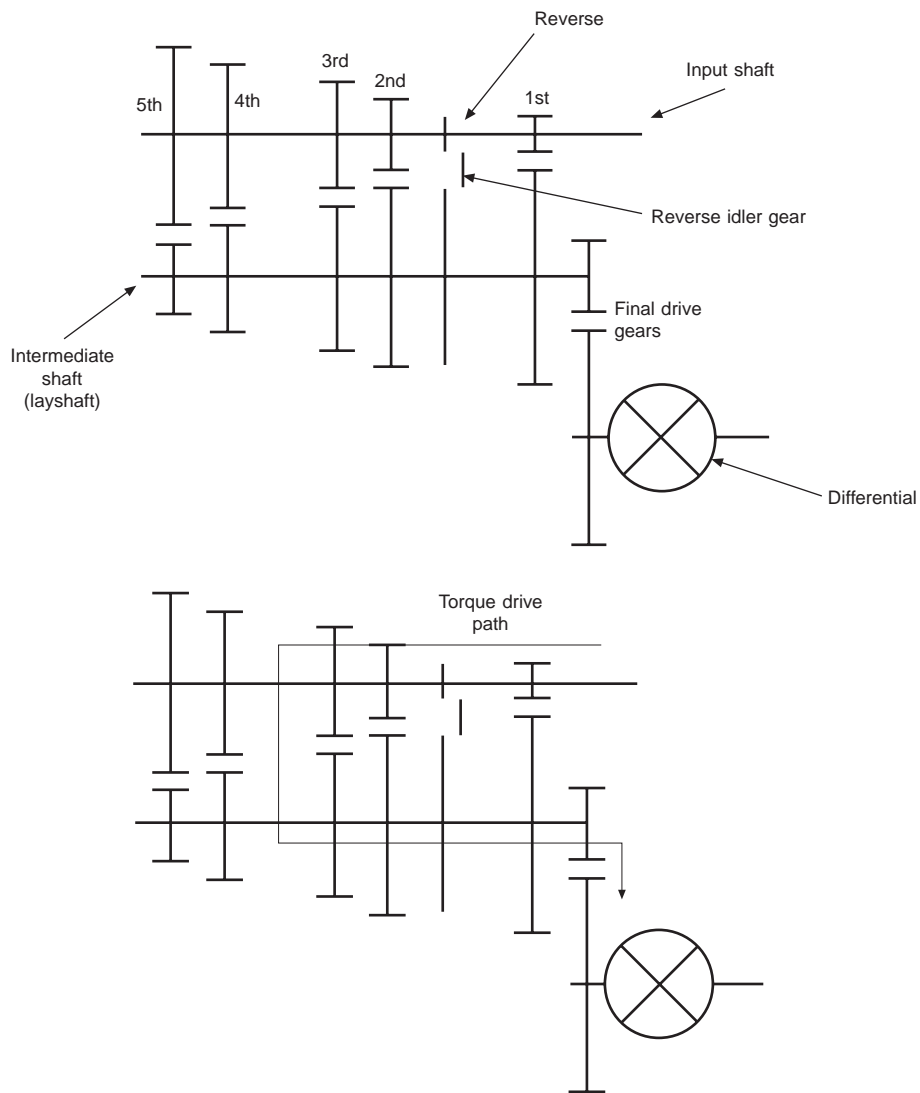 Reverse
3rd
2nd
Input shaft
5th
4th
1st
Reverse idler gear
Final drive
gears
Intermediate
shaft
(layshaft)
Differential
Torque drive
path